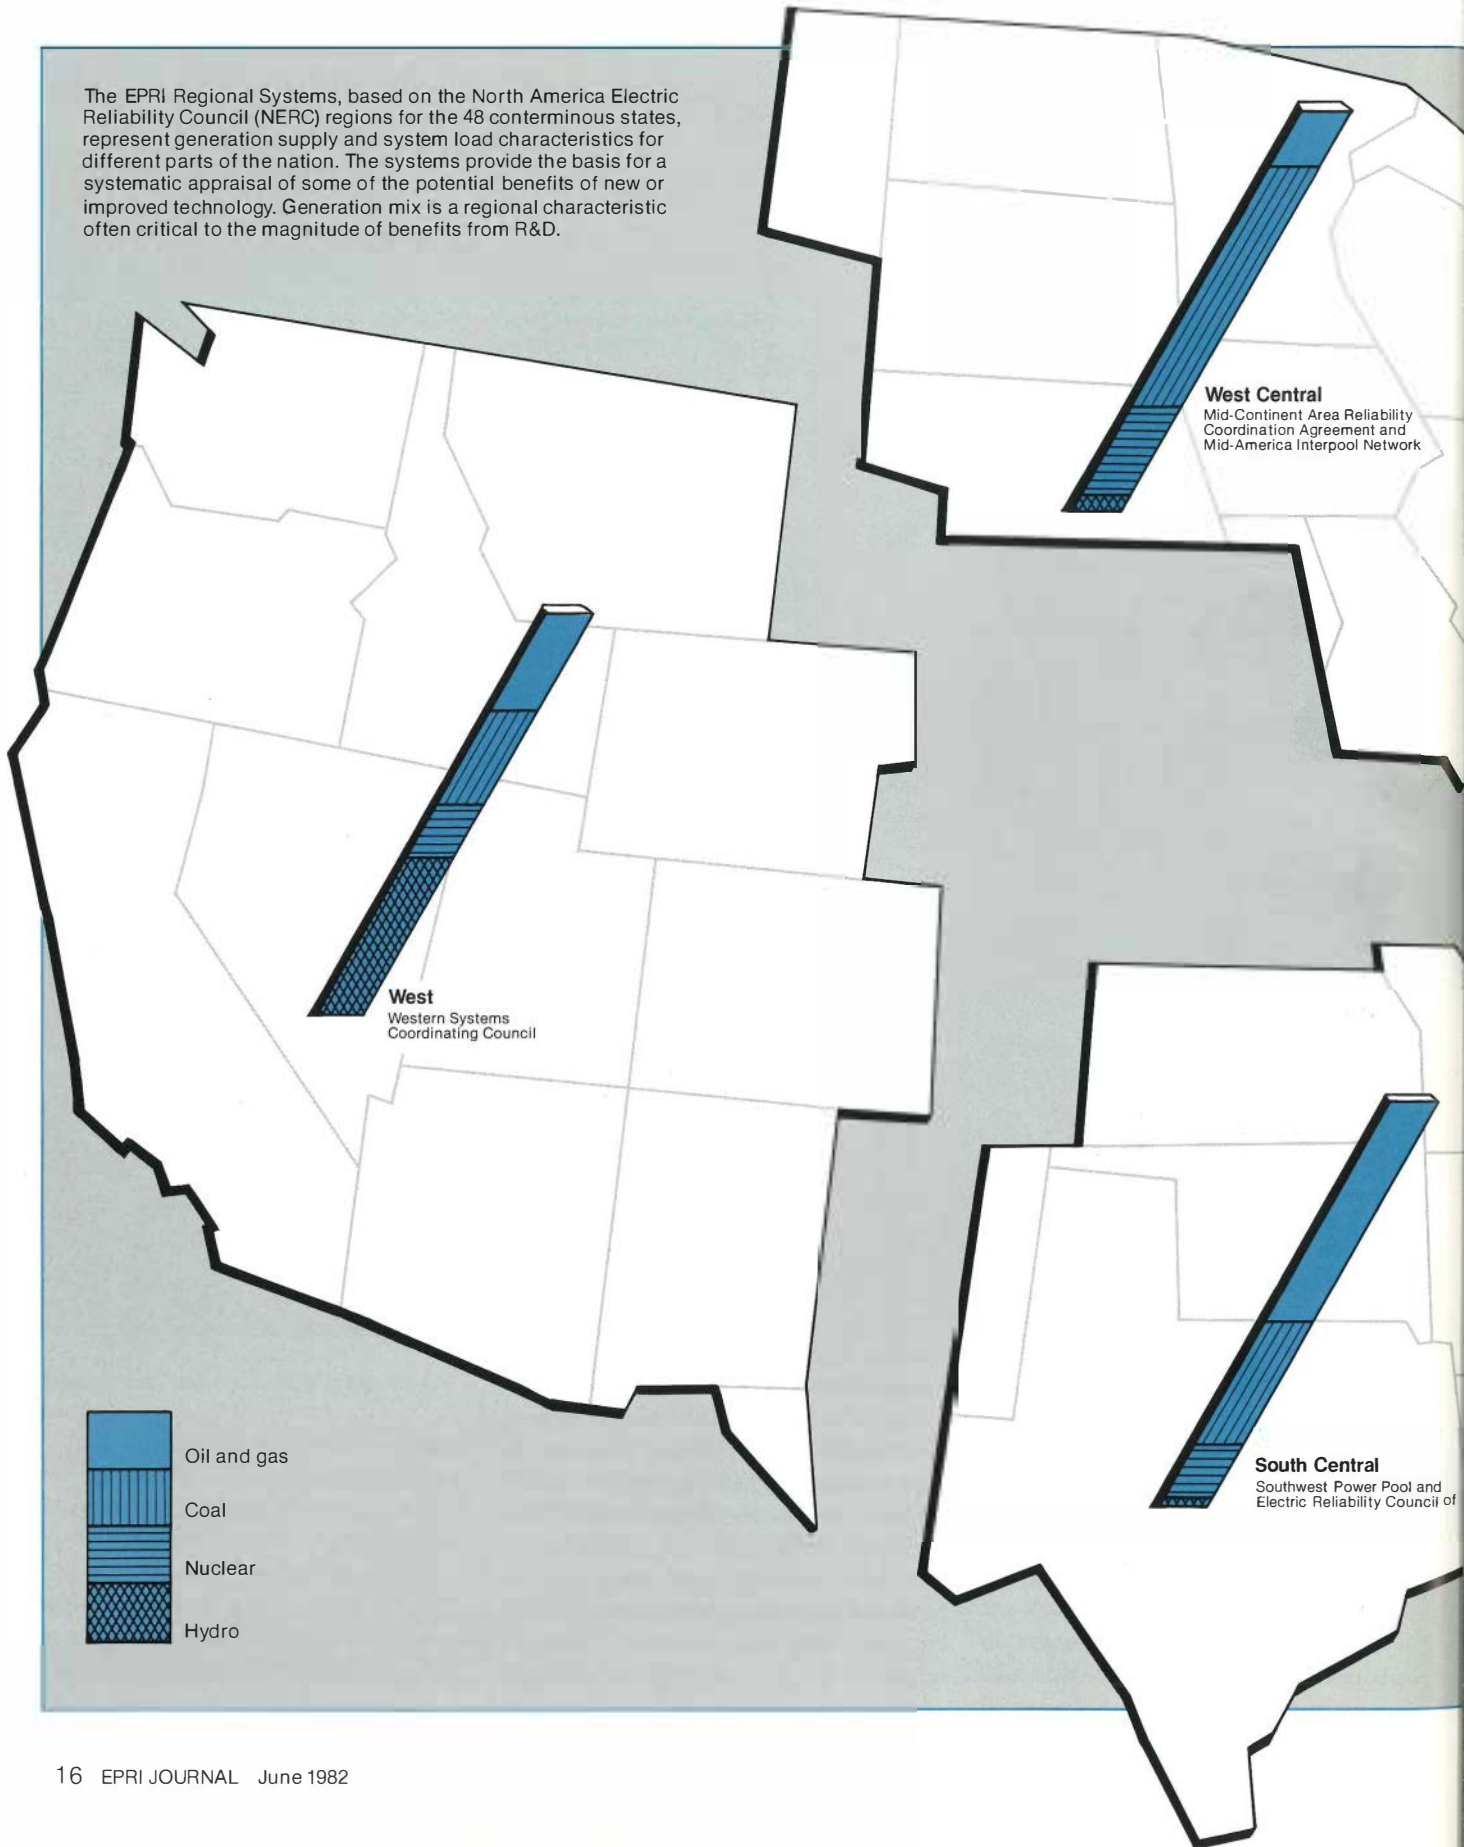 The EPRI Regional Systems, based on the North America Electric
Reliability Council (NERC) regions for the 48 conterminous states,
represent generation supply and system load characteristics for
different parts of the nation. The systems provide the basis for a
systematic appraisal of some of the potential benefits of new or
improved technology. Generation mix is a regional characteristic
often critical to the magnitude of benefits from R&D.
West Central
Mid-Continent Area Reliability
Coordination Agreement and
Mid-America Interpool Network
West
Western Systems
Coordinating Council
South Central
Southwest Power Pool and
Electric Reliability Council of
Oil and gas
Coal
Nuclear
Hydro
16 EPRI JOURNAL June 1982